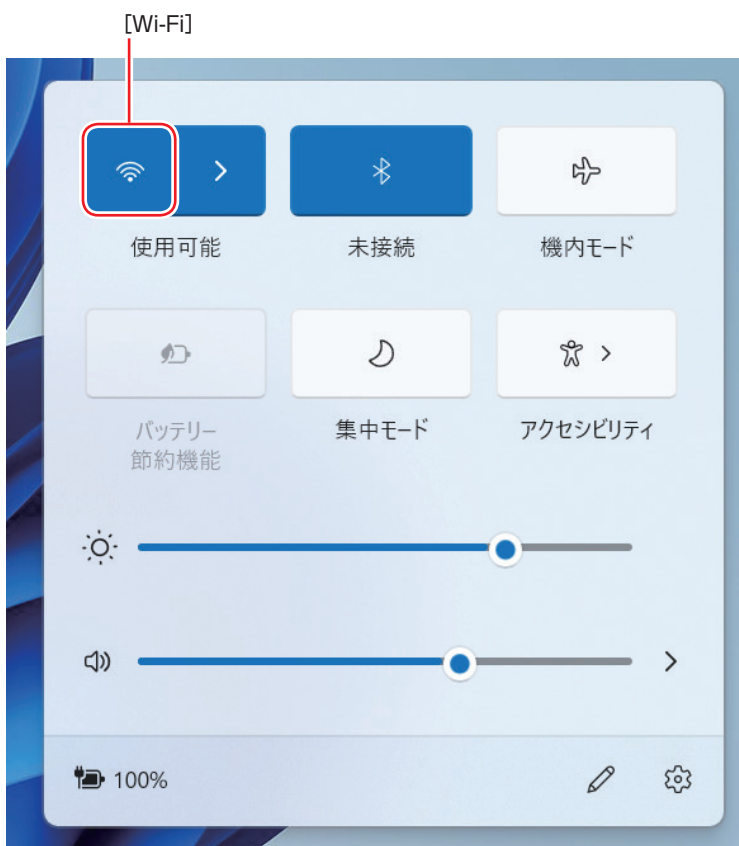 [Wi-Fi]
使用可能
未接続
機内モード
バッテリー
節約機能
集中モード
アクセシビリティ
100%